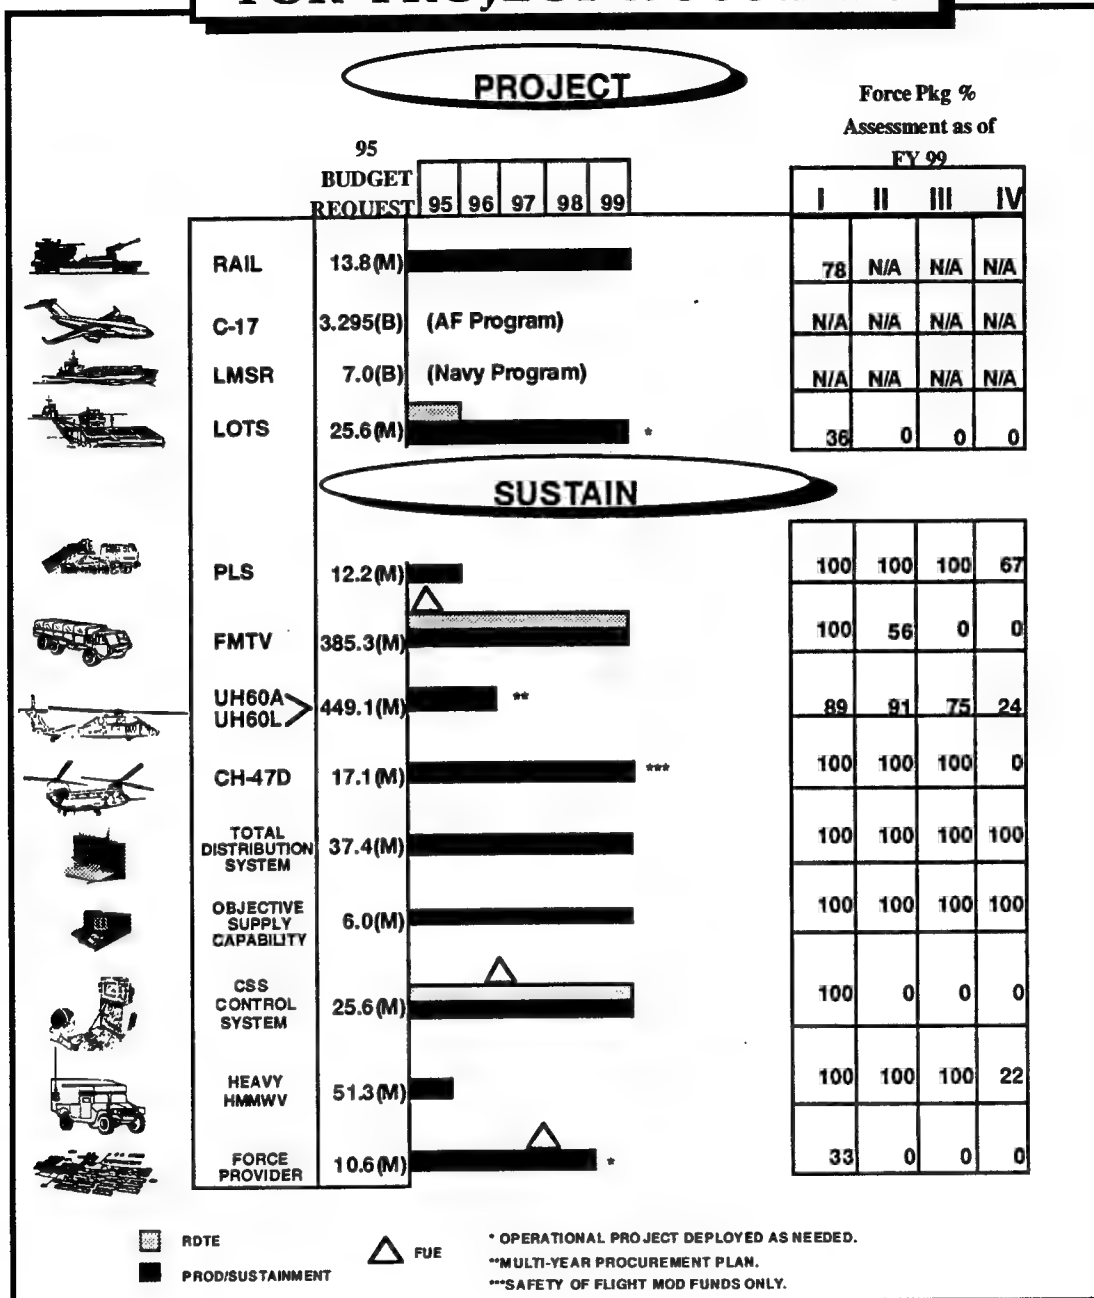 PROJECT
Force Pkg %
Assessment as of
FY 99
95
BUDGET
REQUEST 95 96 97 98 99
I II III IV
RAIL 13.8(M) 78 N/A N/A N/A
C-17 3.295(B) (AF Program) N/A N/A N/A N/A
LMSR 7.0(B) (Navy Program) N/A N/A N/A N/A
LOTS 25.6(M) * 36 0 0 0
SUSTAIN
PLS 12.2(M) 100 100 100 67
FMTV 385.3(M) 100 56 0 0
UH60A
UH60L 449.1(M) ** 89 91 75 24
CH-47D 17.1(M) *** 100 100 100 0
TOTAL
DISTRIBUTION
SYSTEM 37.4(M) 100 100 100 100
OBJECTIVE
SUPPLY
CAPABILITY 6.0(M) 100 100 100 100
CSS
CONTROL
SYSTEM 25.6(M) 100 0 0 0
HEAVY
HMMWV 51.3(M) 100 100 100 22
FORCE
PROVIDER 10.6(M) * 33 0 0 0
RDTE
PROD/SUSTAINMENT
FUE
* OPERATIONAL PROJECT DEPLOYED AS NEEDED.
**MULTI-YEAR PROCUREMENT PLAN.
***SAFETY OF FLIGHT MOD FUNDS ONLY.